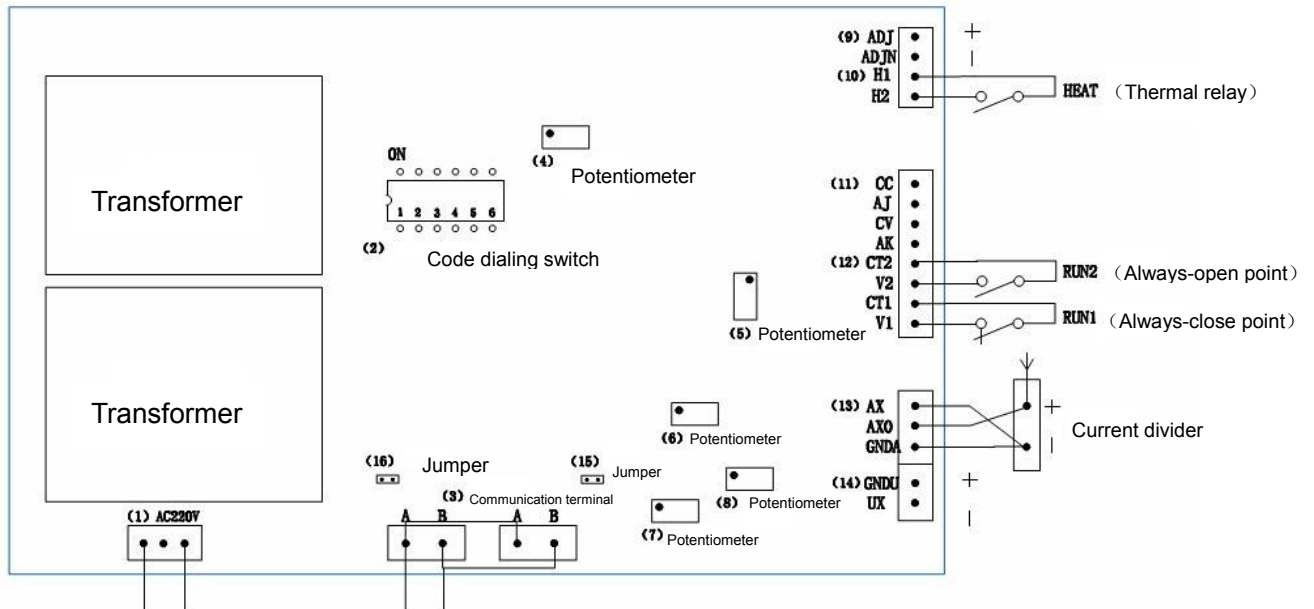 (9) ADJ +
ADJN |
(10) H1
H2
HEAT （Thermal relay）
(4)
Potentiometer
ON
1 2 3 4 5 6
(2)
Code dialing switch
Transformer
(11) CC
AJ
CV
AK
(12) CT2
V2
RUN2 （Always-open point）
CT1
V1
RUN1 （Always-close point）
(5) Potentiometer
Transformer
(6) Potentiometer
(13) AX
AXO
GNDA
+
|
Current divider
(16) Jumper
(15) Jumper
(3) Communication terminal
A B A B
(8) Potentiometer
(7) Potentiometer
(14) GNDU +
UX |
(1) AC220V